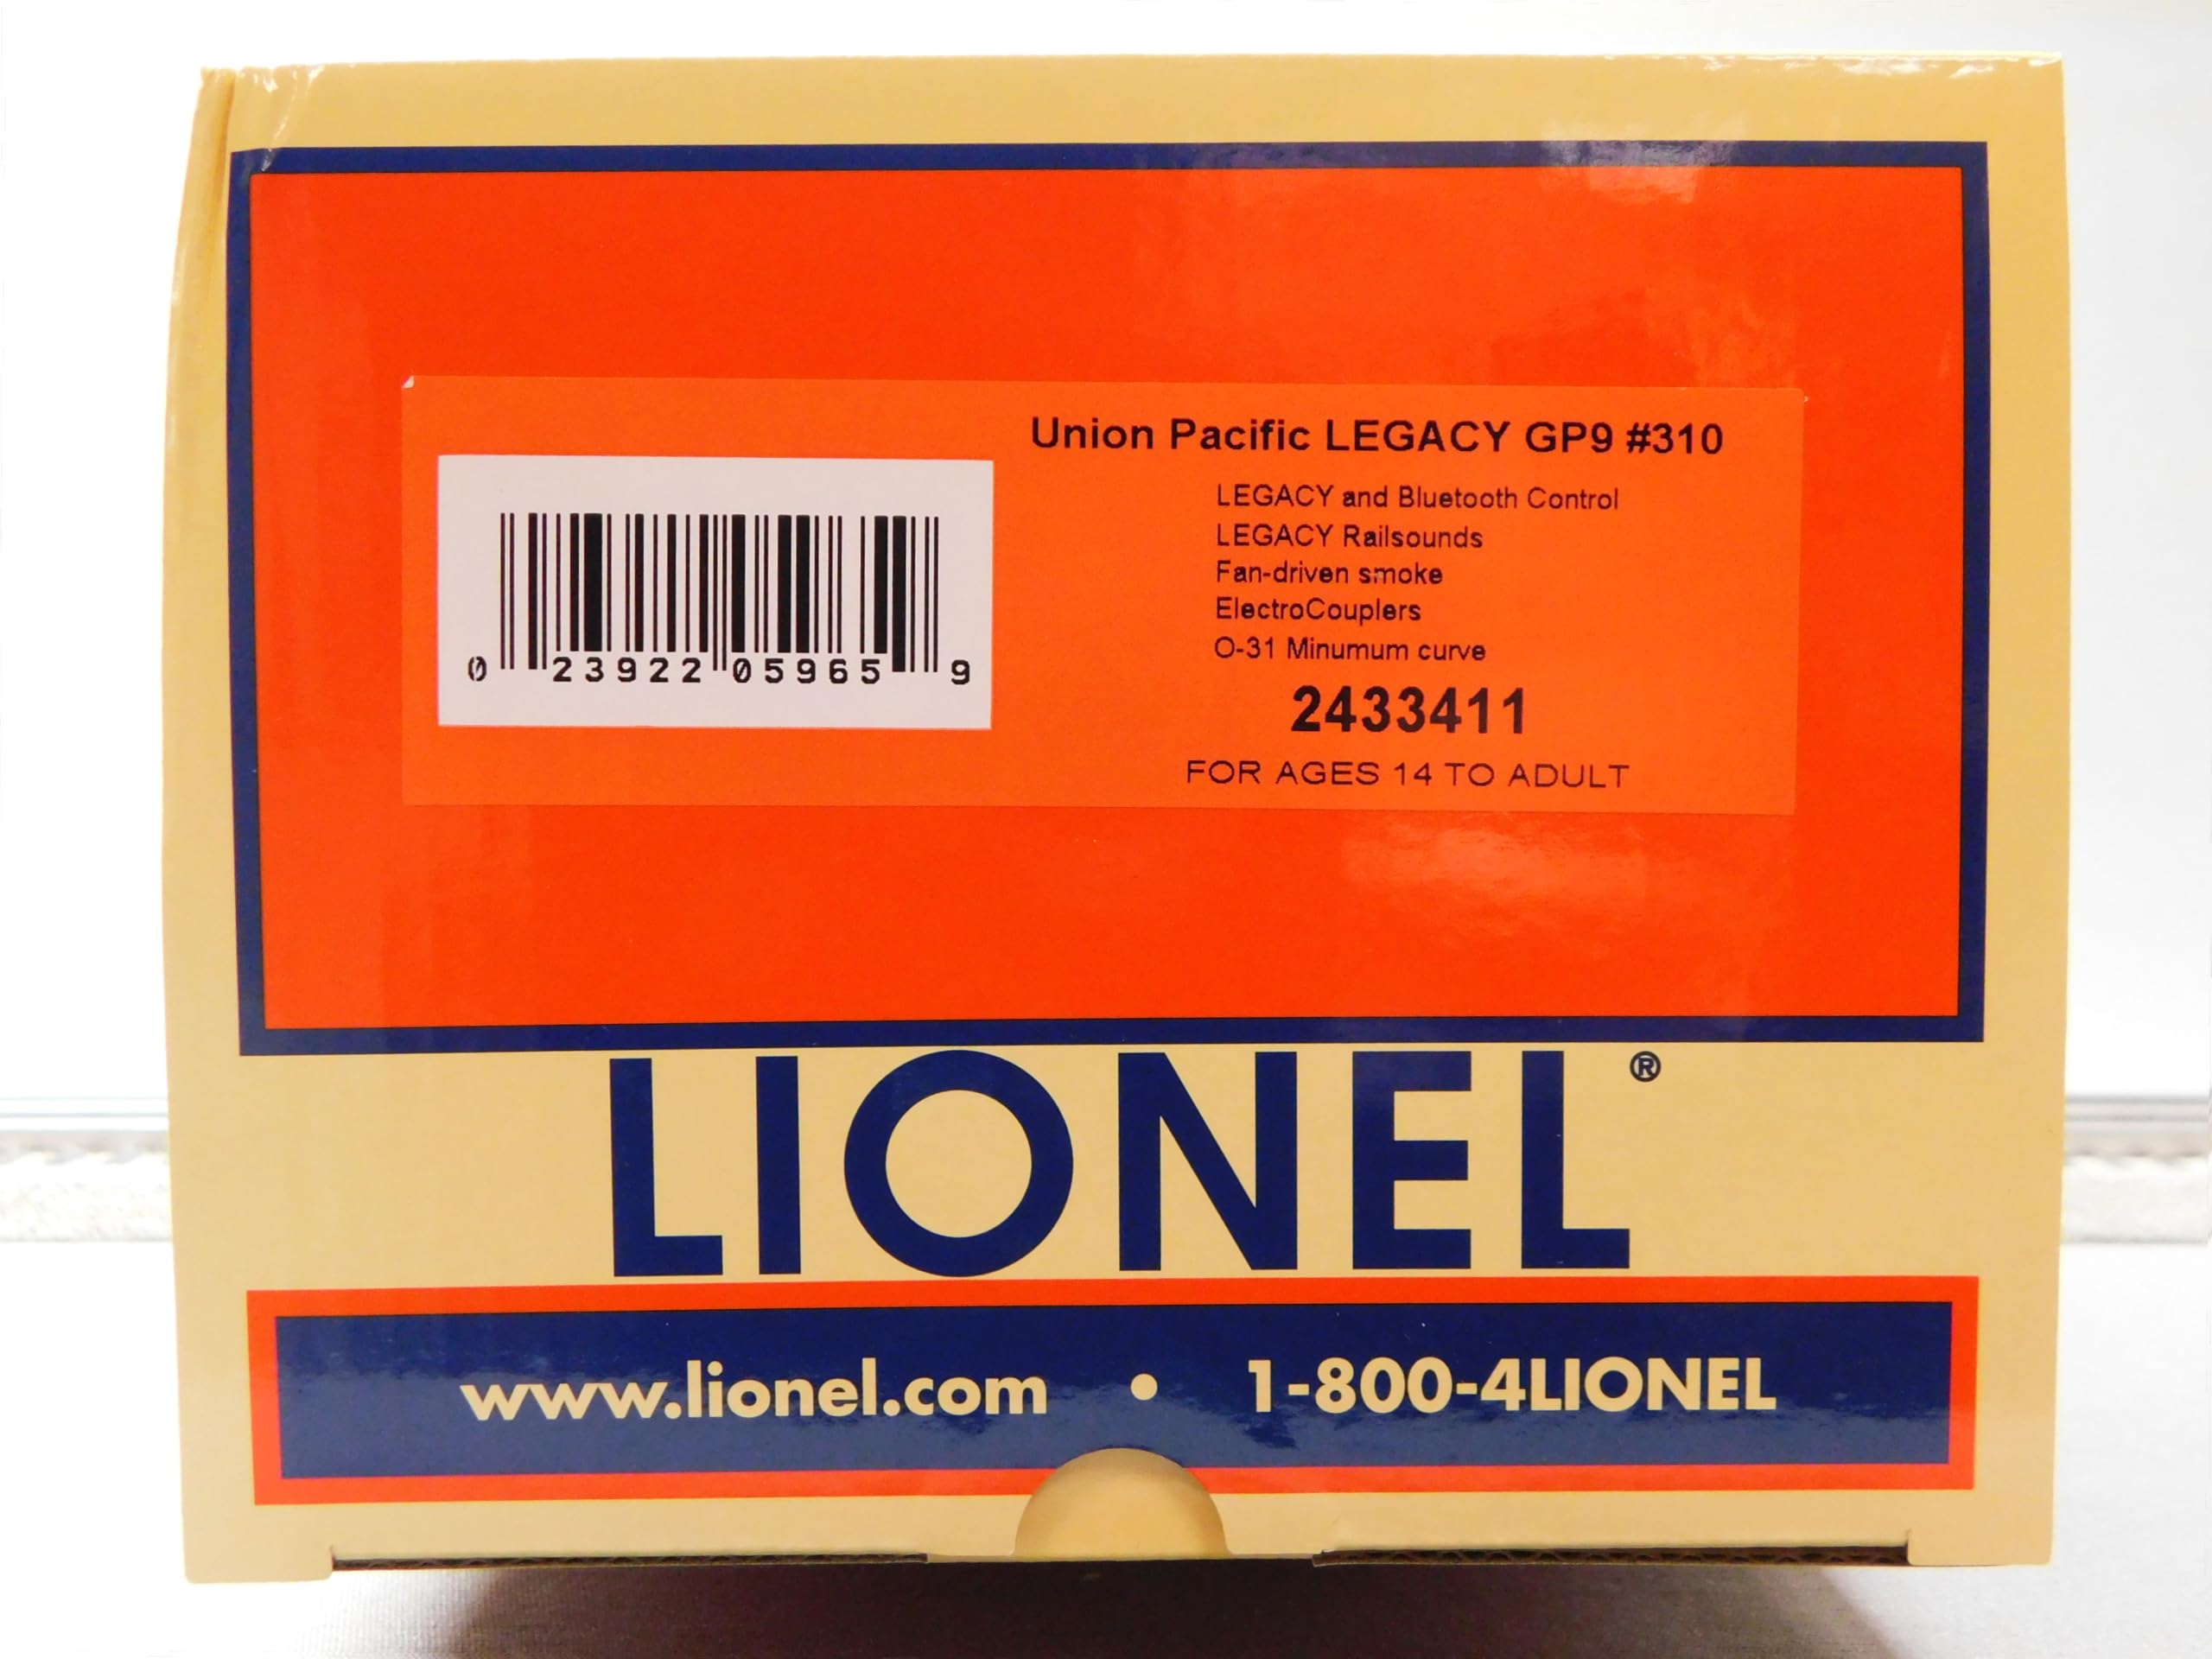 Union Pacific LEGACY GP9 #310
LEGACY and Bluetooth Control
LEGACY Railsounds
Fan-driven smoke
ElectroCouplers
O-31 Minumum curve
2433411
FOR AGES 14 TO ADULT
0 23922 05965 9
LIONEL®
www.lionel.com • 1-800-4LIONEL